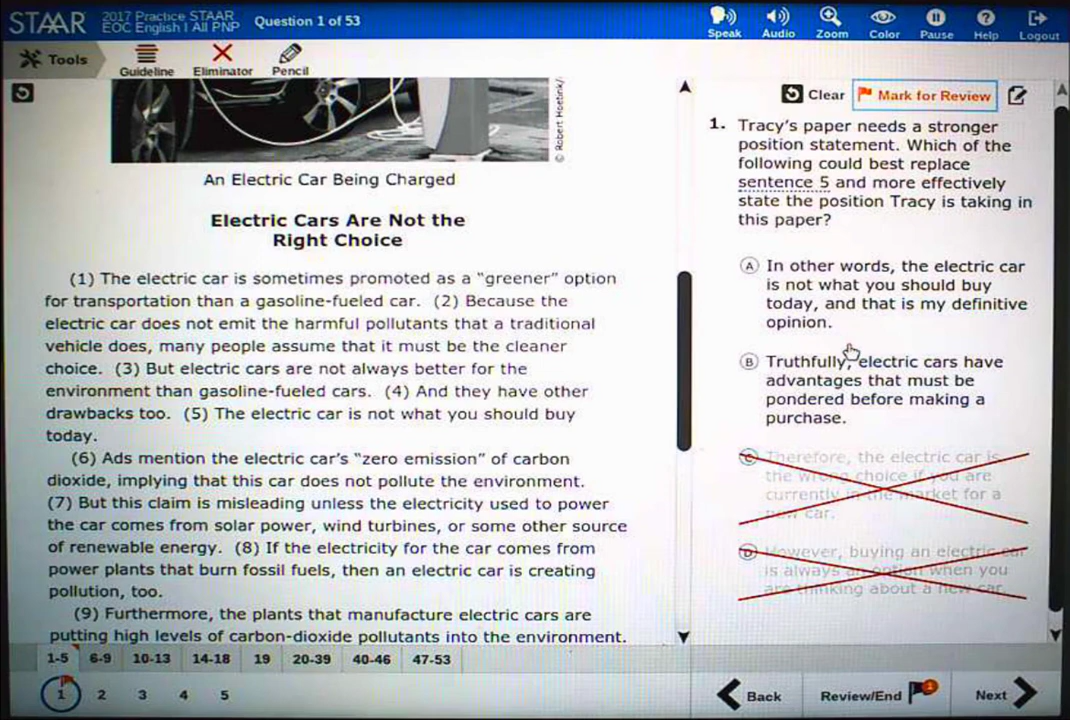 STAAR
2017 Practice STAAR
EOC English I All PNP
Question 1 of 53
Speak
Audio
Zoom
Color
Pause
Help
Logout
Tools
Guideline
Eliminator
Pencil
© Robert Hoetink/
An Electric Car Being Charged
Electric Cars Are Not the
Right Choice
(1) The electric car is sometimes promoted as a “greener” option
for transportation than a gasoline-fueled car. (2) Because the
electric car does not emit the harmful pollutants that a traditional
vehicle does, many people assume that it must be the cleaner
choice. (3) But electric cars are not always better for the
environment than gasoline-fueled cars. (4) And they have other
drawbacks too. (5) The electric car is not what you should buy
today.
(6) Ads mention the electric car’s “zero emission” of carbon
dioxide, implying that this car does not pollute the environment.
(7) But this claim is misleading unless the electricity used to power
the car comes from solar power, wind turbines, or some other source
of renewable energy. (8) If the electricity for the car comes from
power plants that burn fossil fuels, then an electric car is creating
pollution, too.
(9) Furthermore, the plants that manufacture electric cars are
putting high levels of carbon-dioxide pollutants into the environment.
Clear
Mark for Review
1. Tracy’s paper needs a stronger
position statement. Which of the
following could best replace
sentence 5 and more effectively
state the position Tracy is taking in
this paper?
A In other words, the electric car
is not what you should buy
today, and that is my definitive
opinion.
B Truthfully, electric cars have
advantages that must be
pondered before making a
purchase.
C Therefore, the electric car is
the wrong choice if you are
currently in the market for a
new car.
D However, buying an electric car
is always an option when you
are thinking about a new car.
1-5
6-9
10-13
14-18
19
20-39
40-46
47-53
1
2
3
4
5
Back
Review/End
1
Next